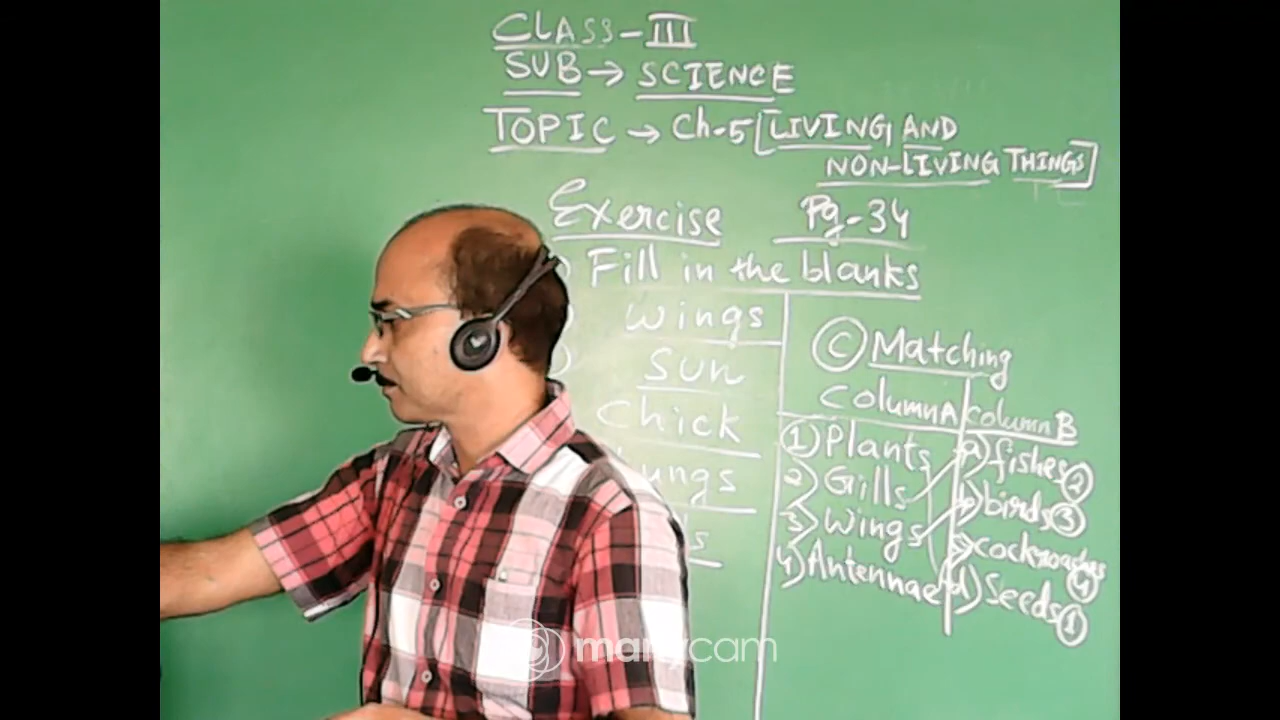 CLASS-III
SUB → SCIENCE
TOPIC → Ch-5 [LIVING AND
NON-LIVING THINGS]
Exercise Pg-34
) Fill in the blanks
Wings
Sun
Chick
Lungs
C Matching
Column A Column B
1) Plants a) fishes 2
2) Gills b) birds 3
3) Wings c) cockroaches 4
4) Antennae d) Seeds 1
manycam